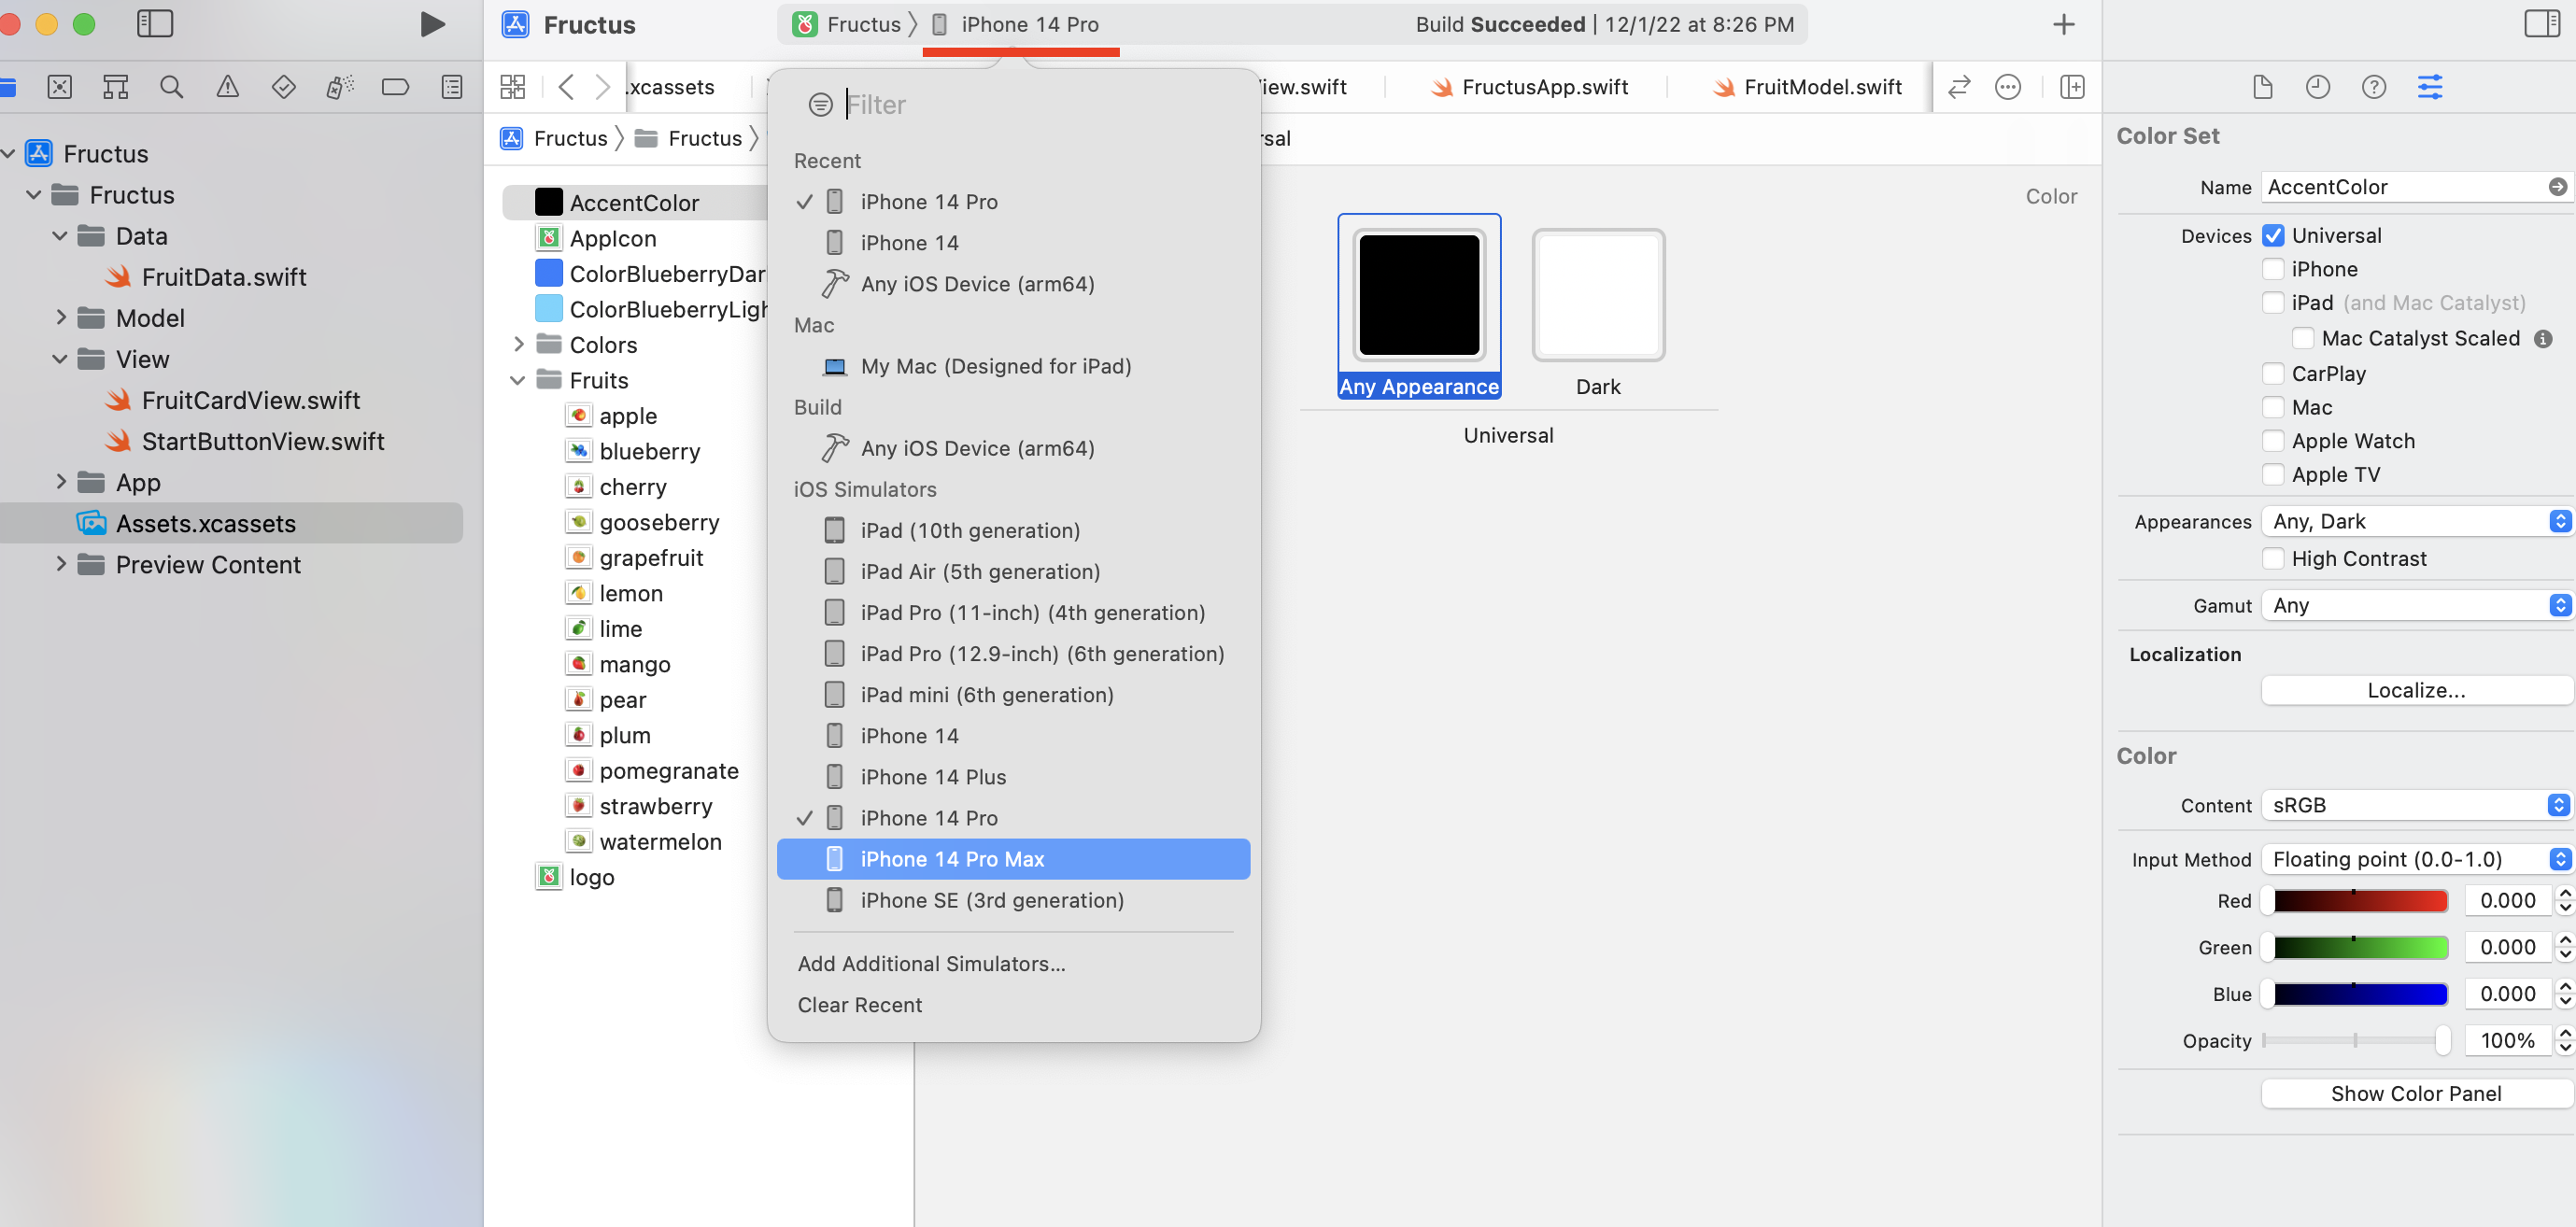 Fructus
Fructus
iPhone 14 Pro
Build Succeeded | 12/1/22 at 8:26 PM
.xcassets
iew.swift
FructusApp.swift
FruitModel.swift
Fructus
Fructus
Data
FruitData.swift
Model
View
FruitCardView.swift
StartButtonView.swift
App
Assets.xcassets
Preview Content
Fructus
Fructus
rsal
AccentColor
AppIcon
ColorBlueberryDar
ColorBlueberryLigh
Colors
Fruits
apple
blueberry
cherry
gooseberry
grapefruit
lemon
lime
mango
pear
plum
pomegranate
strawberry
watermelon
logo
Filter
Recent
iPhone 14 Pro
iPhone 14
Any iOS Device (arm64)
Mac
My Mac (Designed for iPad)
Build
Any iOS Device (arm64)
iOS Simulators
iPad (10th generation)
iPad Air (5th generation)
iPad Pro (11-inch) (4th generation)
iPad Pro (12.9-inch) (6th generation)
iPad mini (6th generation)
iPhone 14
iPhone 14 Plus
iPhone 14 Pro
iPhone 14 Pro Max
iPhone SE (3rd generation)
Add Additional Simulators...
Clear Recent
Color
Any Appearance
Dark
Universal
Color Set
Name AccentColor
Devices Universal
iPhone
iPad (and Mac Catalyst)
Mac Catalyst Scaled
CarPlay
Mac
Apple Watch
Apple TV
Appearances Any, Dark
High Contrast
Gamut Any
Localization
Localize...
Color
Content sRGB
Input Method Floating point (0.0-1.0)
Red 0.000
Green 0.000
Blue 0.000
Opacity 100%
Show Color Panel